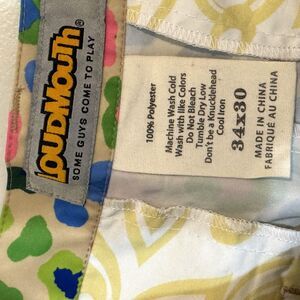 LOUDMOUTH®
SOME GUYS COME TO PLAY
100% Polyester
Machine Wash Cold
Wash with like Colors
Do Not Bleach
Tumble Dry Low
Don't be a Knucklehead
Cool Iron
34x30
MADE IN CHINA
FABRIQUÉ AU CHINA